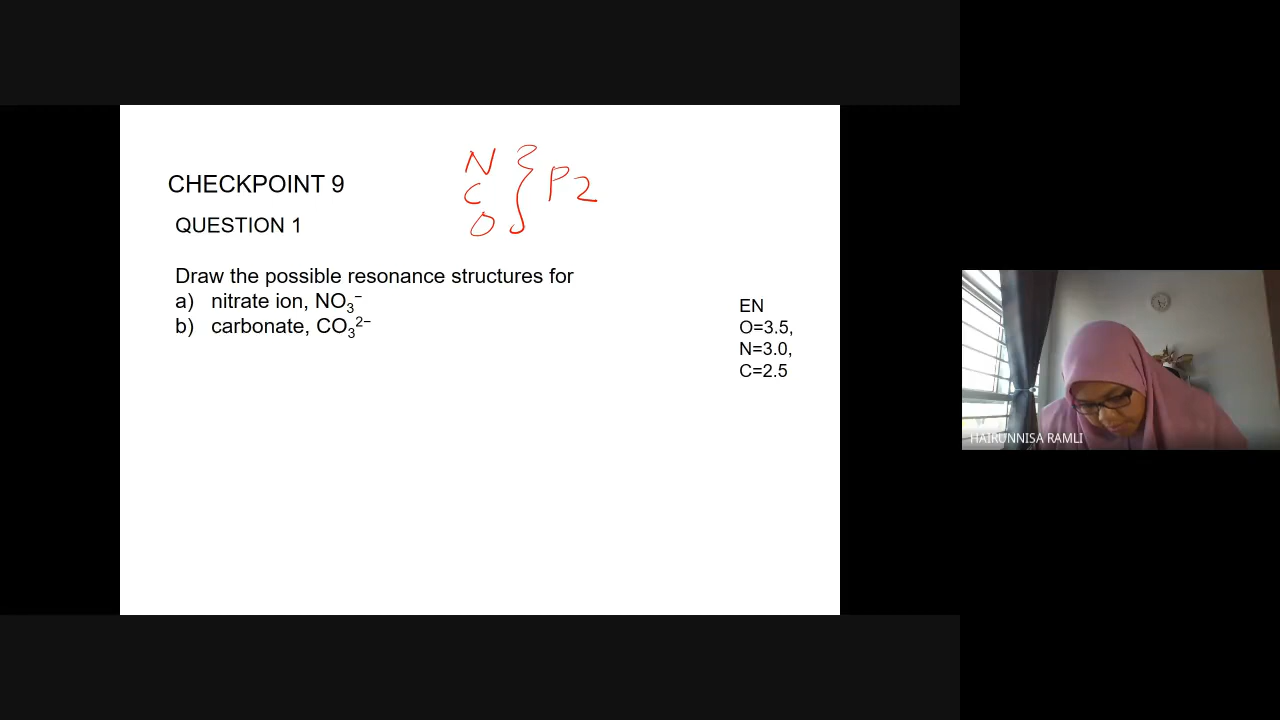 CHECKPOINT 9
N
C
O
} P2
QUESTION 1
Draw the possible resonance structures for
a) nitrate ion, NO₃⁻
b) carbonate, CO₃²⁻
EN
O=3.5,
N=3.0,
C=2.5
HAIRUNNISA RAMLI